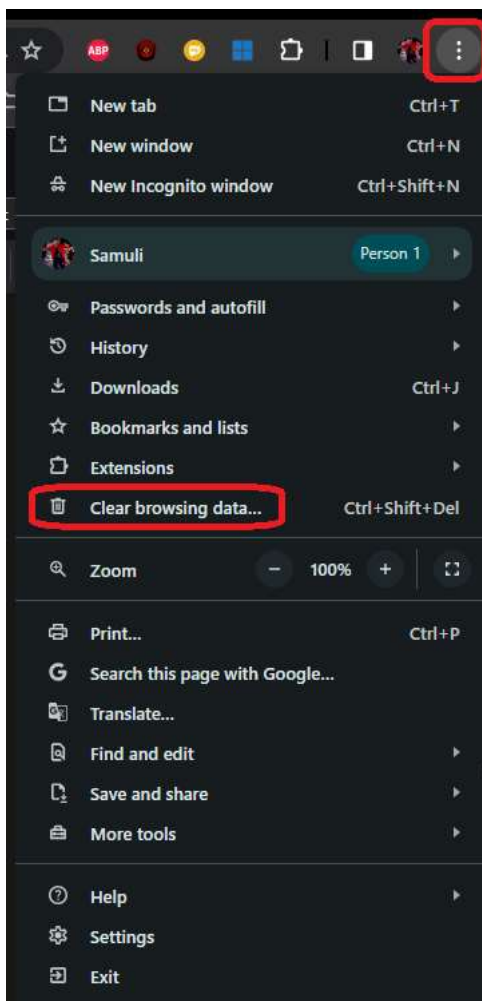 ABP
New tab Ctrl+T
New window Ctrl+N
New Incognito window Ctrl+Shift+N
Samuli Person 1
Passwords and autofill
History
Downloads Ctrl+J
Bookmarks and lists
Extensions
Clear browsing data... Ctrl+Shift+Del
Zoom − 100% +
Print... Ctrl+P
G Search this page with Google...
Translate...
Find and edit
Save and share
More tools
Help
Settings
Exit